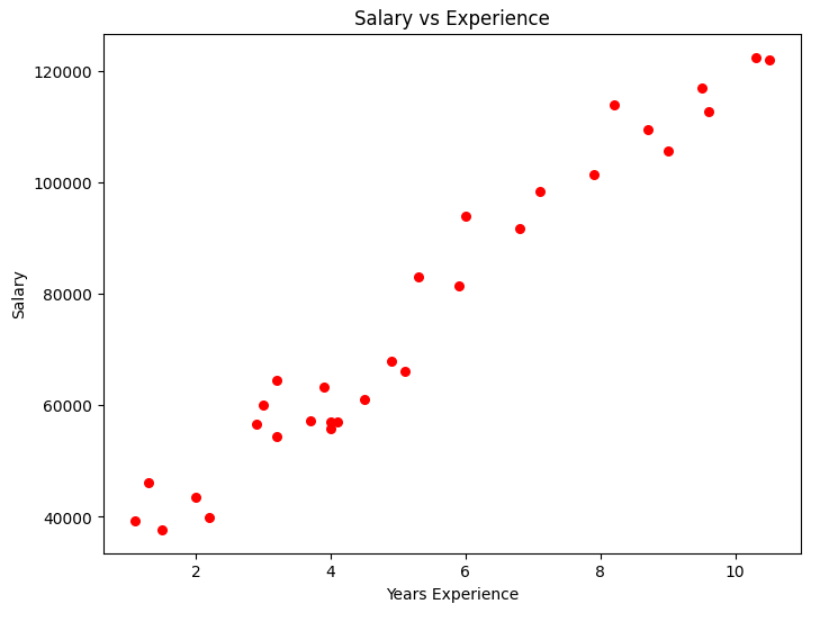 Salary vs Experience
120000
100000
80000
60000
40000
Salary
2 4 6 8 10
Years Experience